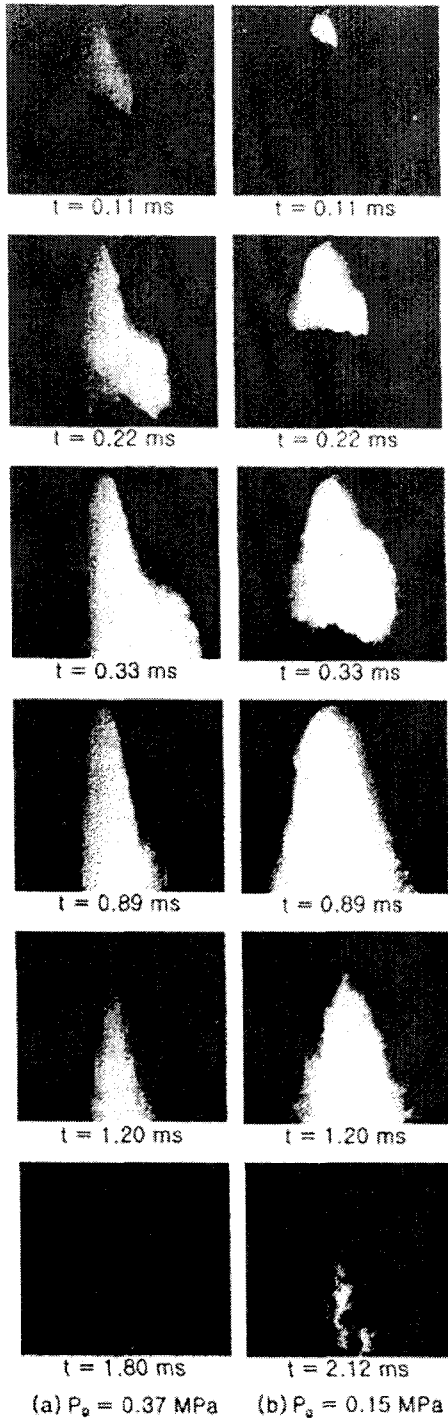 t = 0.11 ms t = 0.11 ms
t = 0.22 ms t = 0.22 ms
t = 0.33 ms t = 0.33 ms
t = 0.89 ms t = 0.89 ms
t = 1.20 ms t = 1.20 ms
t = 1.80 ms t = 2.12 ms
(a) Pg = 0.37 MPa (b) Pg = 0.15 MPa